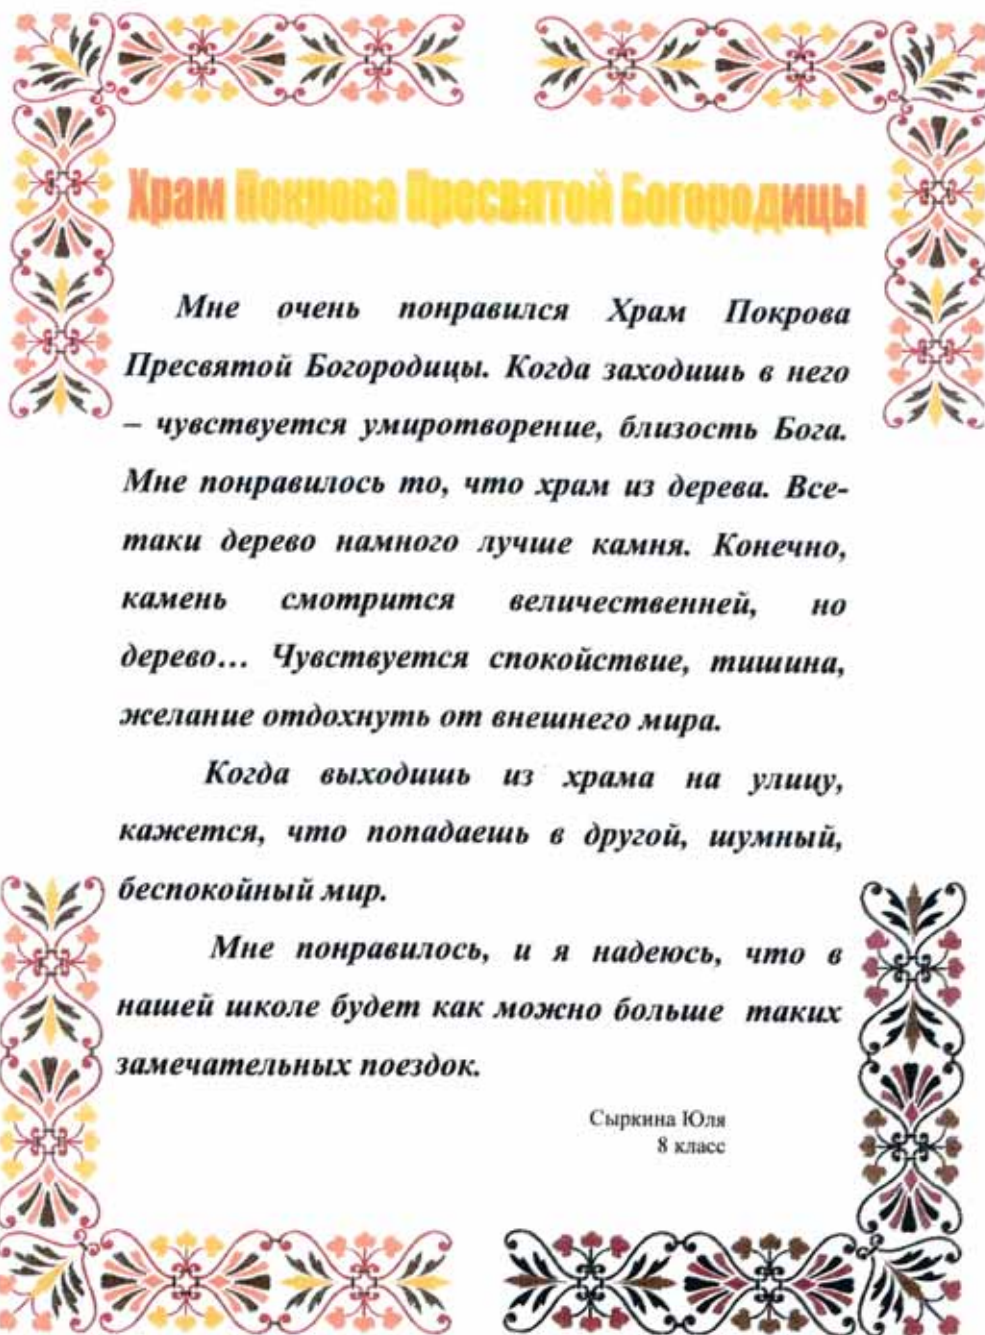 Храм Покрова Пресвятой Богородицы
Мне очень понравился Храм Покрова
Пресвятой Богородицы. Когда заходишь в него
– чувствуется умиротворение, близость Бога.
Мне понравилось то, что храм из дерева. Все-
таки дерево намного лучше камня. Конечно,
камень смотрится величественней, но
дерево… Чувствуется спокойствие, тишина,
желание отдохнуть от внешнего мира.
Когда выходишь из храма на улицу,
кажется, что попадаешь в другой, шумный,
беспокойный мир.
Мне понравилось, и я надеюсь, что в
нашей школе будет как можно больше таких
замечательных поездок.
Сыркина Юля
8 класс